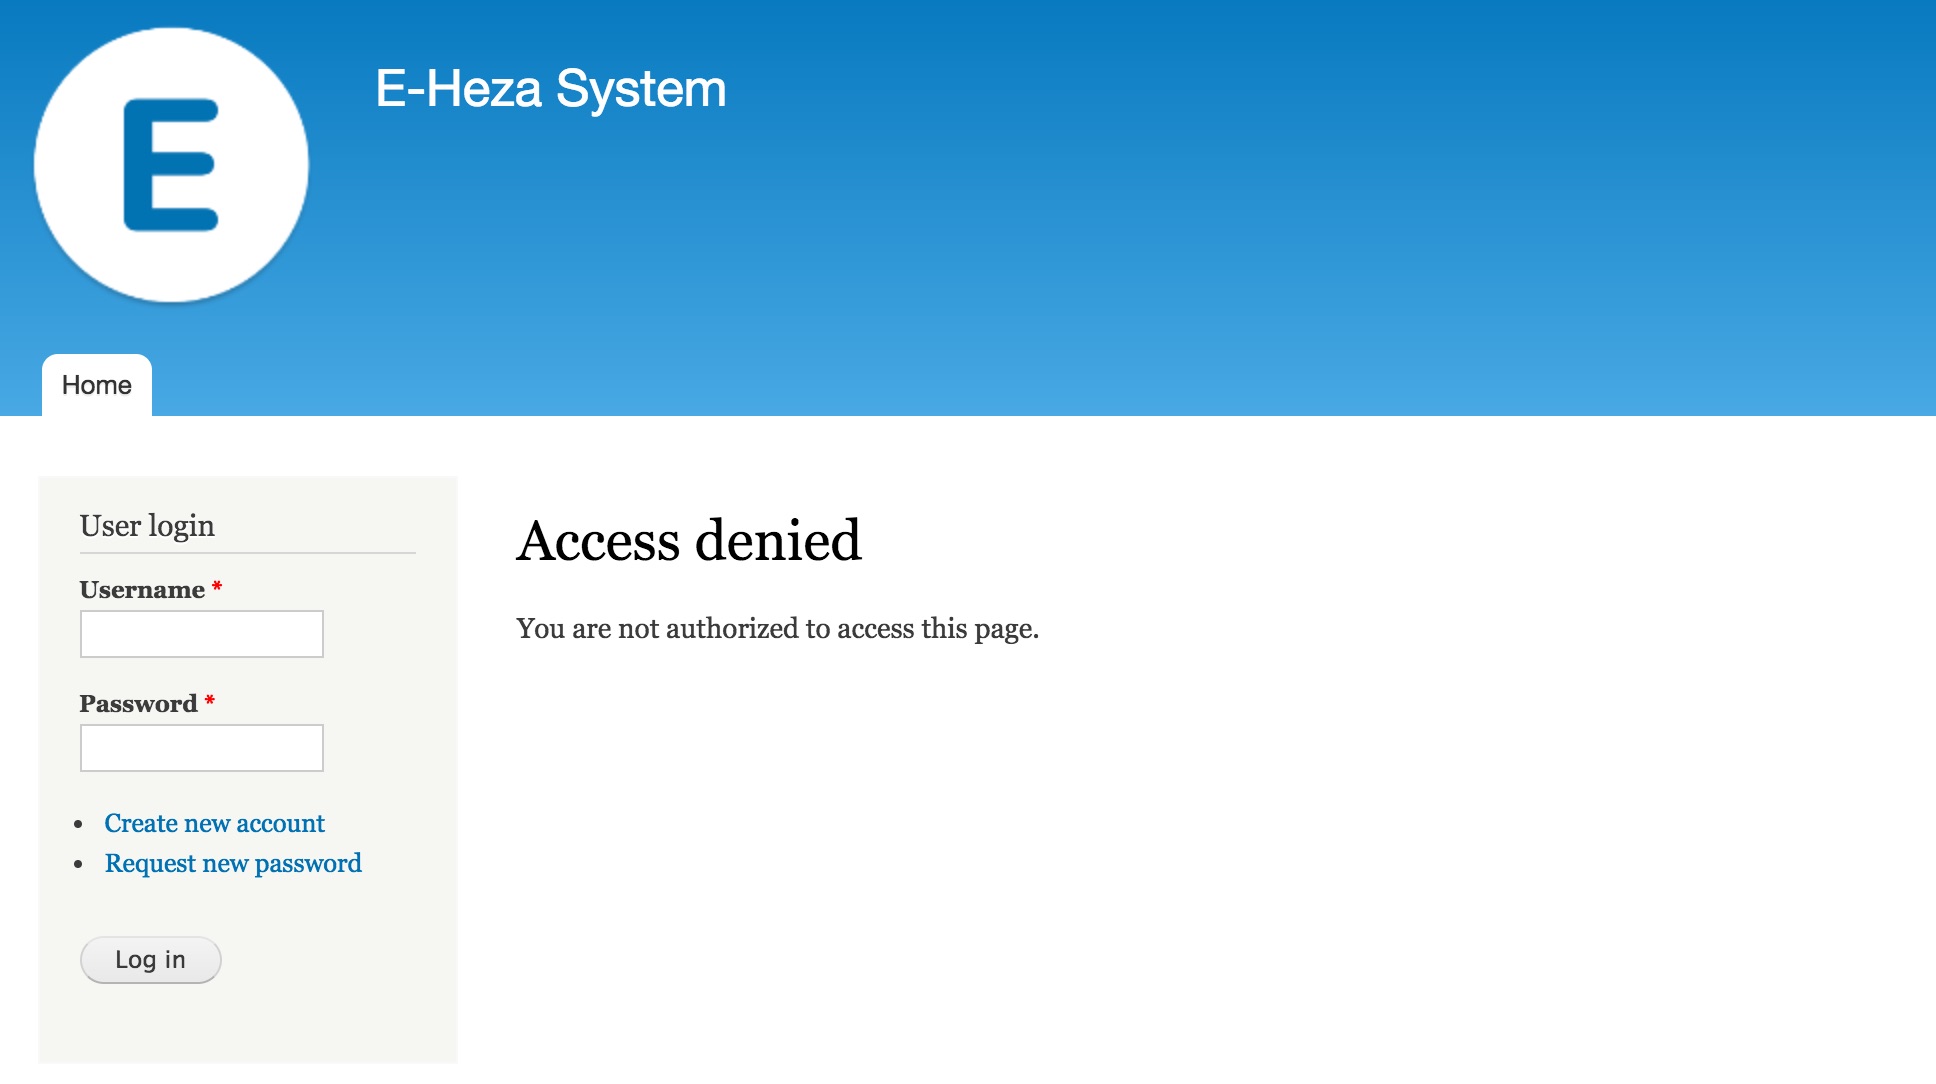 E
E-Heza System
Home
User login
Username *
Password *
Create new account
Request new password
Log in
Access denied
You are not authorized to access this page.